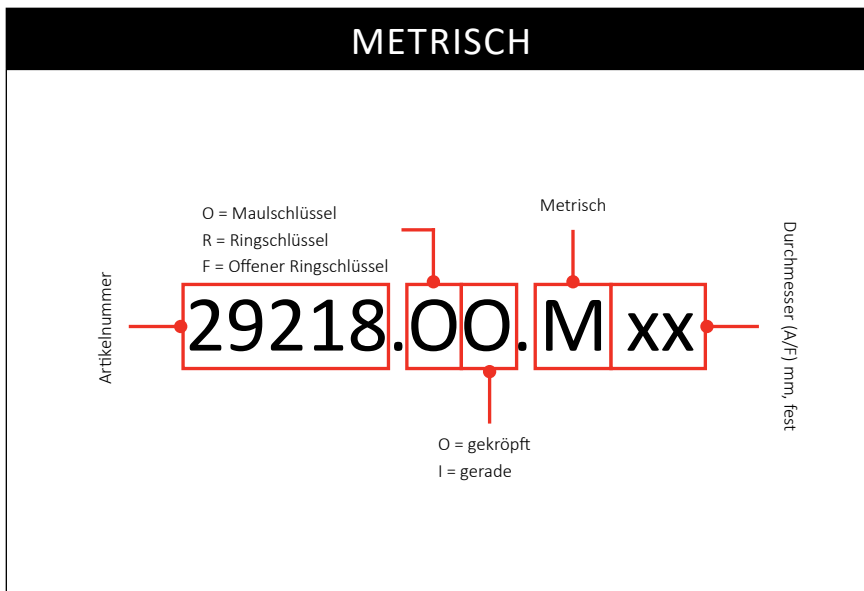 METRISCH
O = Maulschlüssel
R = Ringschlüssel
F = Offener Ringschlüssel
Metrisch
Artikelnummer
29218.OO.M xx
Durchmesser (A/F) mm, fest
O = gekröpft
I = gerade